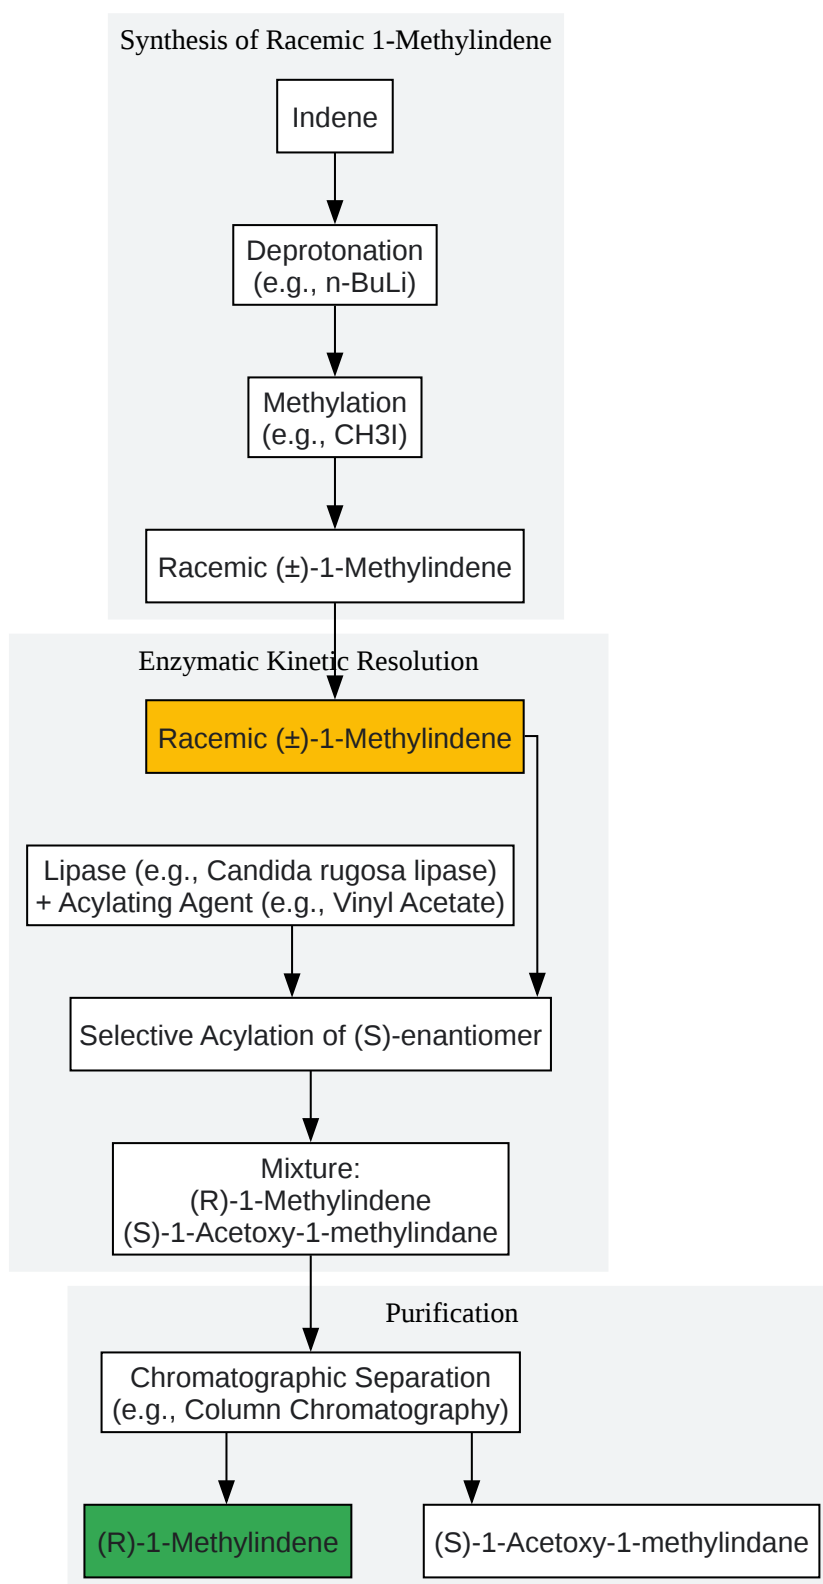 Synthesis of Racemic 1-Methylindene
Indene
Deprotonation
(e.g., n-BuLi)
Methylation
(e.g., CH3I)
Racemic (±)-1-Methylindene
Enzymatic Kinetic Resolution
Racemic (±)-1-Methylindene
Lipase (e.g., Candida rugosa lipase)
+ Acylating Agent (e.g., Vinyl Acetate)
Selective Acylation of (S)-enantiomer
Mixture:
(R)-1-Methylindene
(S)-1-Acetoxy-1-methylindane
Purification
Chromatographic Separation
(e.g., Column Chromatography)
(R)-1-Methylindene
(S)-1-Acetoxy-1-methylindane